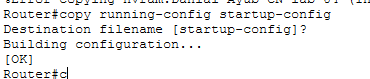 Router#copy running-config startup-config
Destination filename [startup-config]?
Building configuration...
[OK]
Router#c